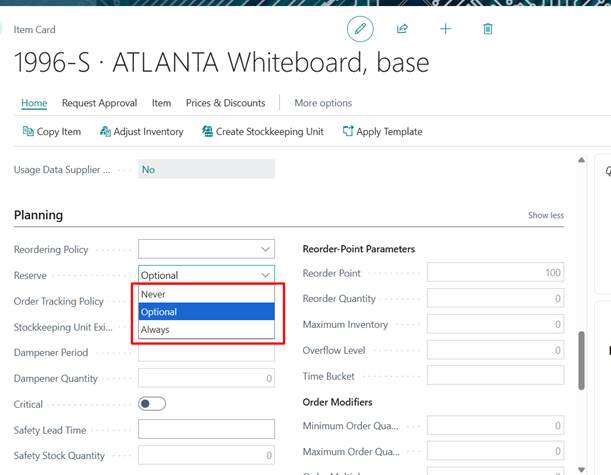 Item Card
1996-S · ATLANTA Whiteboard, base
Home Request Approval Item Prices & Discounts More options
Copy Item Adjust Inventory Create Stockkeeping Unit Apply Template
Usage Data Supplier ... No
Planning Show less
Reordering Policy
Reserve Optional
Never
Order Tracking Policy Optional
Stockkeeping Unit Exi... Always
Dampener Period
Dampener Quantity 0
Critical
Safety Lead Time
Safety Stock Quantity 0
Reorder-Point Parameters
Reorder Point 100
Reorder Quantity 0
Maximum Inventory 0
Overflow Level 0
Time Bucket
Order Modifiers
Minimum Order Qua... 0
Maximum Order Qua... 0